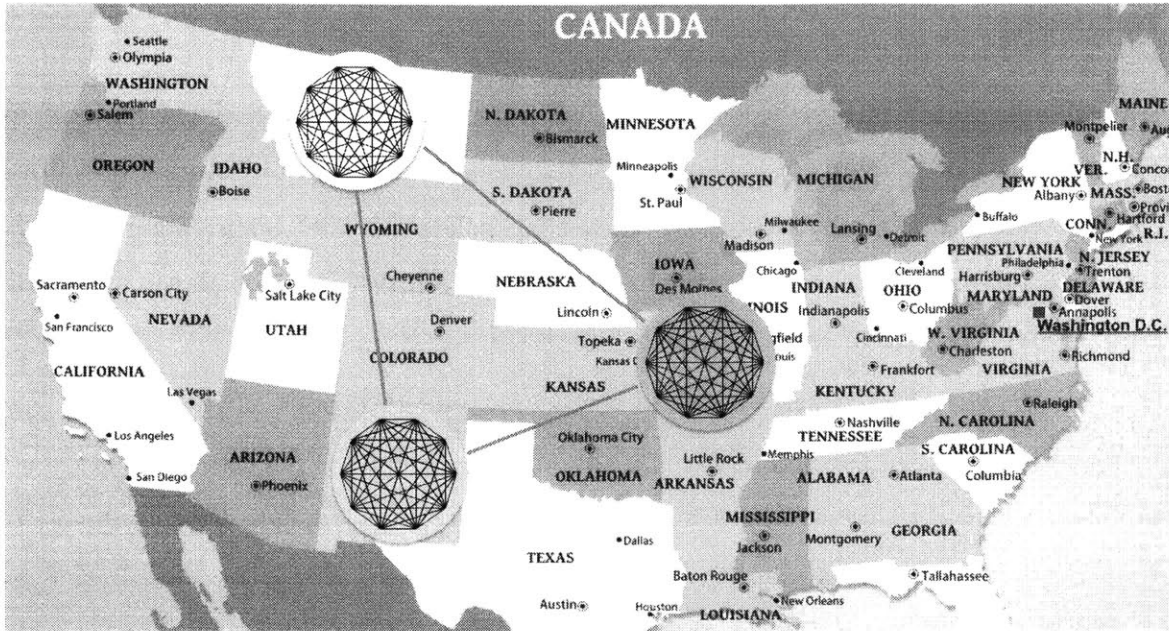 CANADA
Seattle
Olympia
WASHINGTON
Portland
Salem
OREGON
IDAHO
Boise
N. DAKOTA
Bismarck
S. DAKOTA
Pierre
MINNESOTA
Minneapolis
St. Paul
WISCONSIN
Milwaukee
Madison
MICHIGAN
Lansing
Detroit
MAINE
Montpelier
VER.
N.H.
NEW YORK
Albany
MASS.
Buffalo
CONN.
Hartford
R.I.
New York
PENNSYLVANIA
Philadelphia
N. JERSEY
Harrisburg
Trenton
DELAWARE
MARYLAND
Dover
Annapolis
Washington D.C.
WYOMING
Cheyenne
NEBRASKA
Lincoln
IOWA
Des Moines
Chicago
INDIANA
Indianapolis
Cleveland
OHIO
Columbus
Cincinnati
W. VIRGINIA
Charleston
Richmond
VIRGINIA
Sacramento
Carson City
San Francisco
NEVADA
Salt Lake City
UTAH
Denver
COLORADO
Topeka
KANSAS
Frankfort
KENTUCKY
CALIFORNIA
Las Vegas
Los Angeles
San Diego
ARIZONA
Phoenix
Oklahoma City
OKLAHOMA
Little Rock
ARKANSAS
Memphis
Nashville
TENNESSEE
Raleigh
N. CAROLINA
S. CAROLINA
Columbia
ALABAMA
Atlanta
MISSISSIPPI
Jackson
Montgomery
GEORGIA
TEXAS
Dallas
Austin
Houston
Baton Rouge
New Orleans
LOUISIANA
Tallahassee